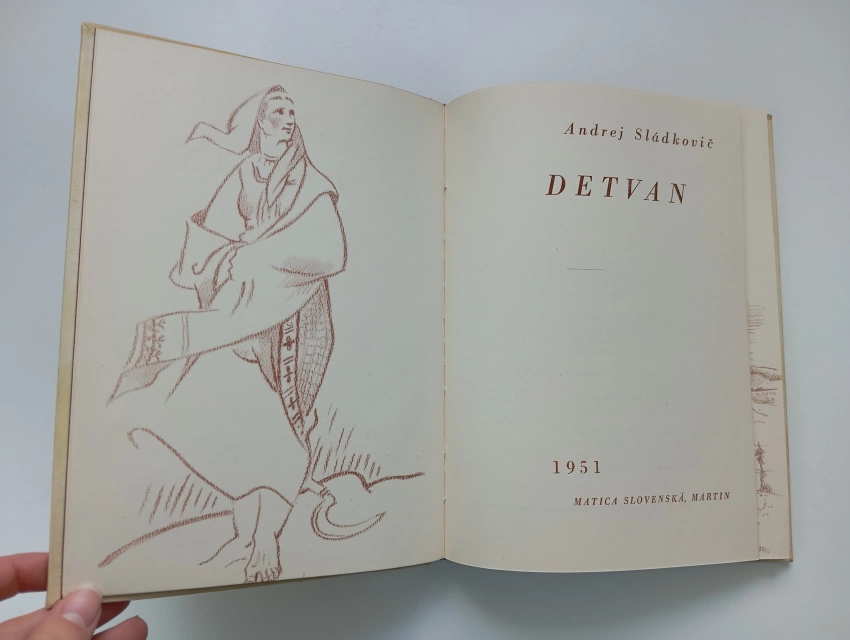 Andrej Sládkovič
DETVAN
1951
MATICA SLOVENSKÁ, MARTIN